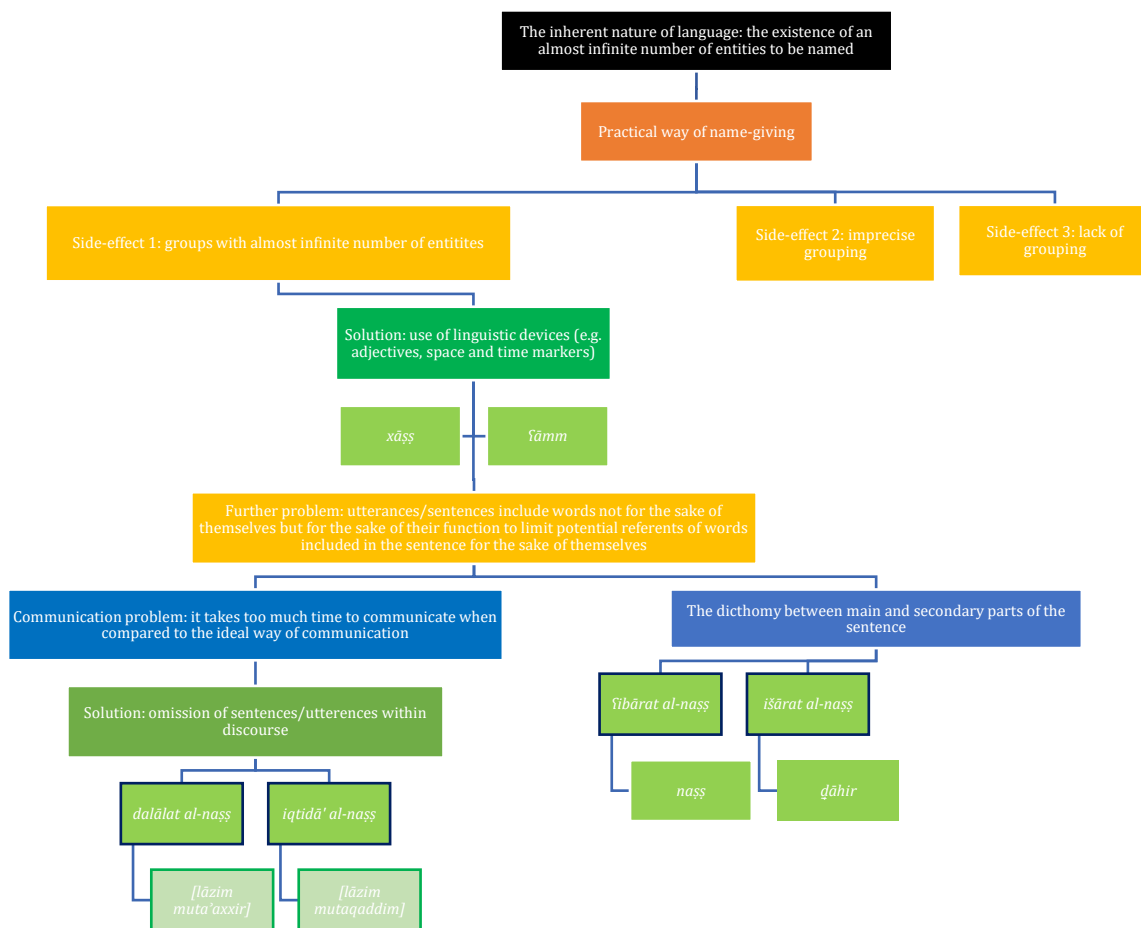 The inherent nature of language: the existence of an
almost infinite number of entities to be named
Practical way of name-giving
Side-effect 1: groups with almost infinite number of entitites
Side-effect 2: imprecise
grouping
Side-effect 3: lack of
grouping
Solution: use of linguistic devices (e.g.
adjectives, space and time markers)
xāṣṣ
ʕāmm
Further problem: utterances/sentences include words not for the sake of
themselves but for the sake of their function to limit potential referents of words
included in the sentence for the sake of themselves
Communication problem: it takes too much time to communicate when
compared to the ideal way of communication
The dicthomy between main and secondary parts of the
sentence
Solution: omission of sentences/utterences within
discourse
ʕibārat al-naṣṣ
išārat al-naṣṣ
naṣṣ
ḏ̣āhir
dalālat al-naṣṣ
iqtidā' al-naṣṣ
[lāzim
muta’axxir]
[lāzim
mutaqaddim]